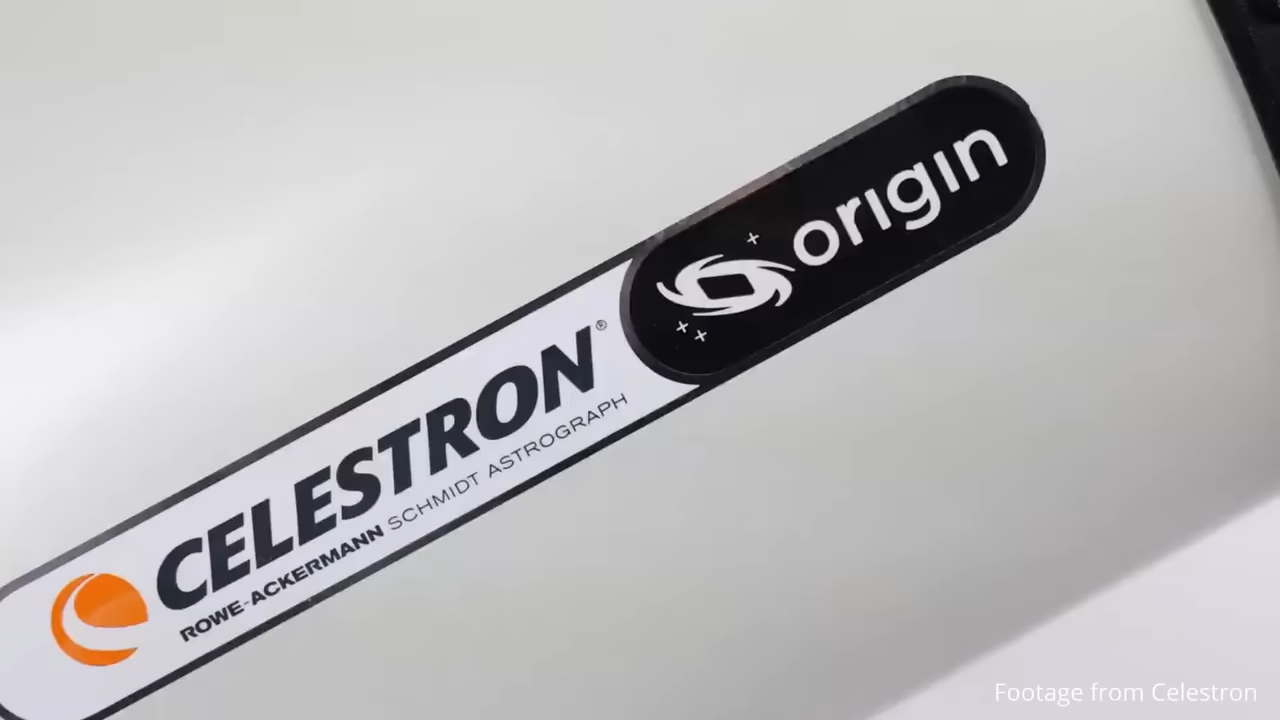 origin
CELESTRON®
ROWE-ACKERMANN SCHMIDT ASTROGRAPH
Footage from Celestron